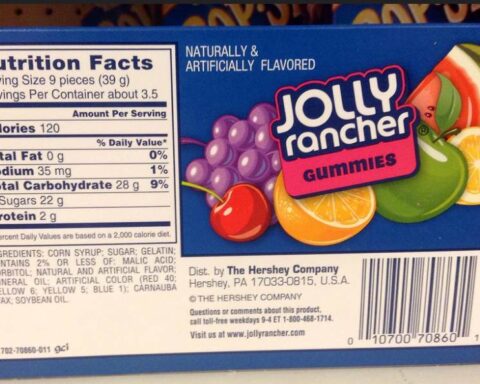 utrition Facts
ving Size 9 pieces (39 g)
vings Per Container about 3.5
Amount Per Serving
lories 120
% Daily Value*
tal Fat 0 g 0%
dium 35 mg 1%
tal Carbohydrate 28 g 9%
Sugars 22 g
rotein 2 g
ercent Daily Values are based on a 2,000 calorie diet.
REDIENTS: CORN SYRUP; SUGAR; GELATIN;
NTAINS 2% OR LESS OF: MALIC ACID;
RBITOL; NATURAL AND ARTIFICIAL FLAVOR;
NERAL OIL; ARTIFICIAL COLOR (RED 40;
ELLOW 6; YELLOW 5; BLUE 1); CARNAUBA
AX, SOYBEAN OIL.
702-70860-011 gci
NATURALLY &
ARTIFICIALLY FLAVORED
JOLLY
rancher®
GUMMIES
Dist. by The Hershey Company
Hershey, PA 17033-0815, U.S.A.
© THE HERSHEY COMPANY
Questions or comments about this product,
call toll-free weekdays 9-4 ET 1-800-468-1714.
Visit us at www.jollyrancher.com
0 10700 70860 1